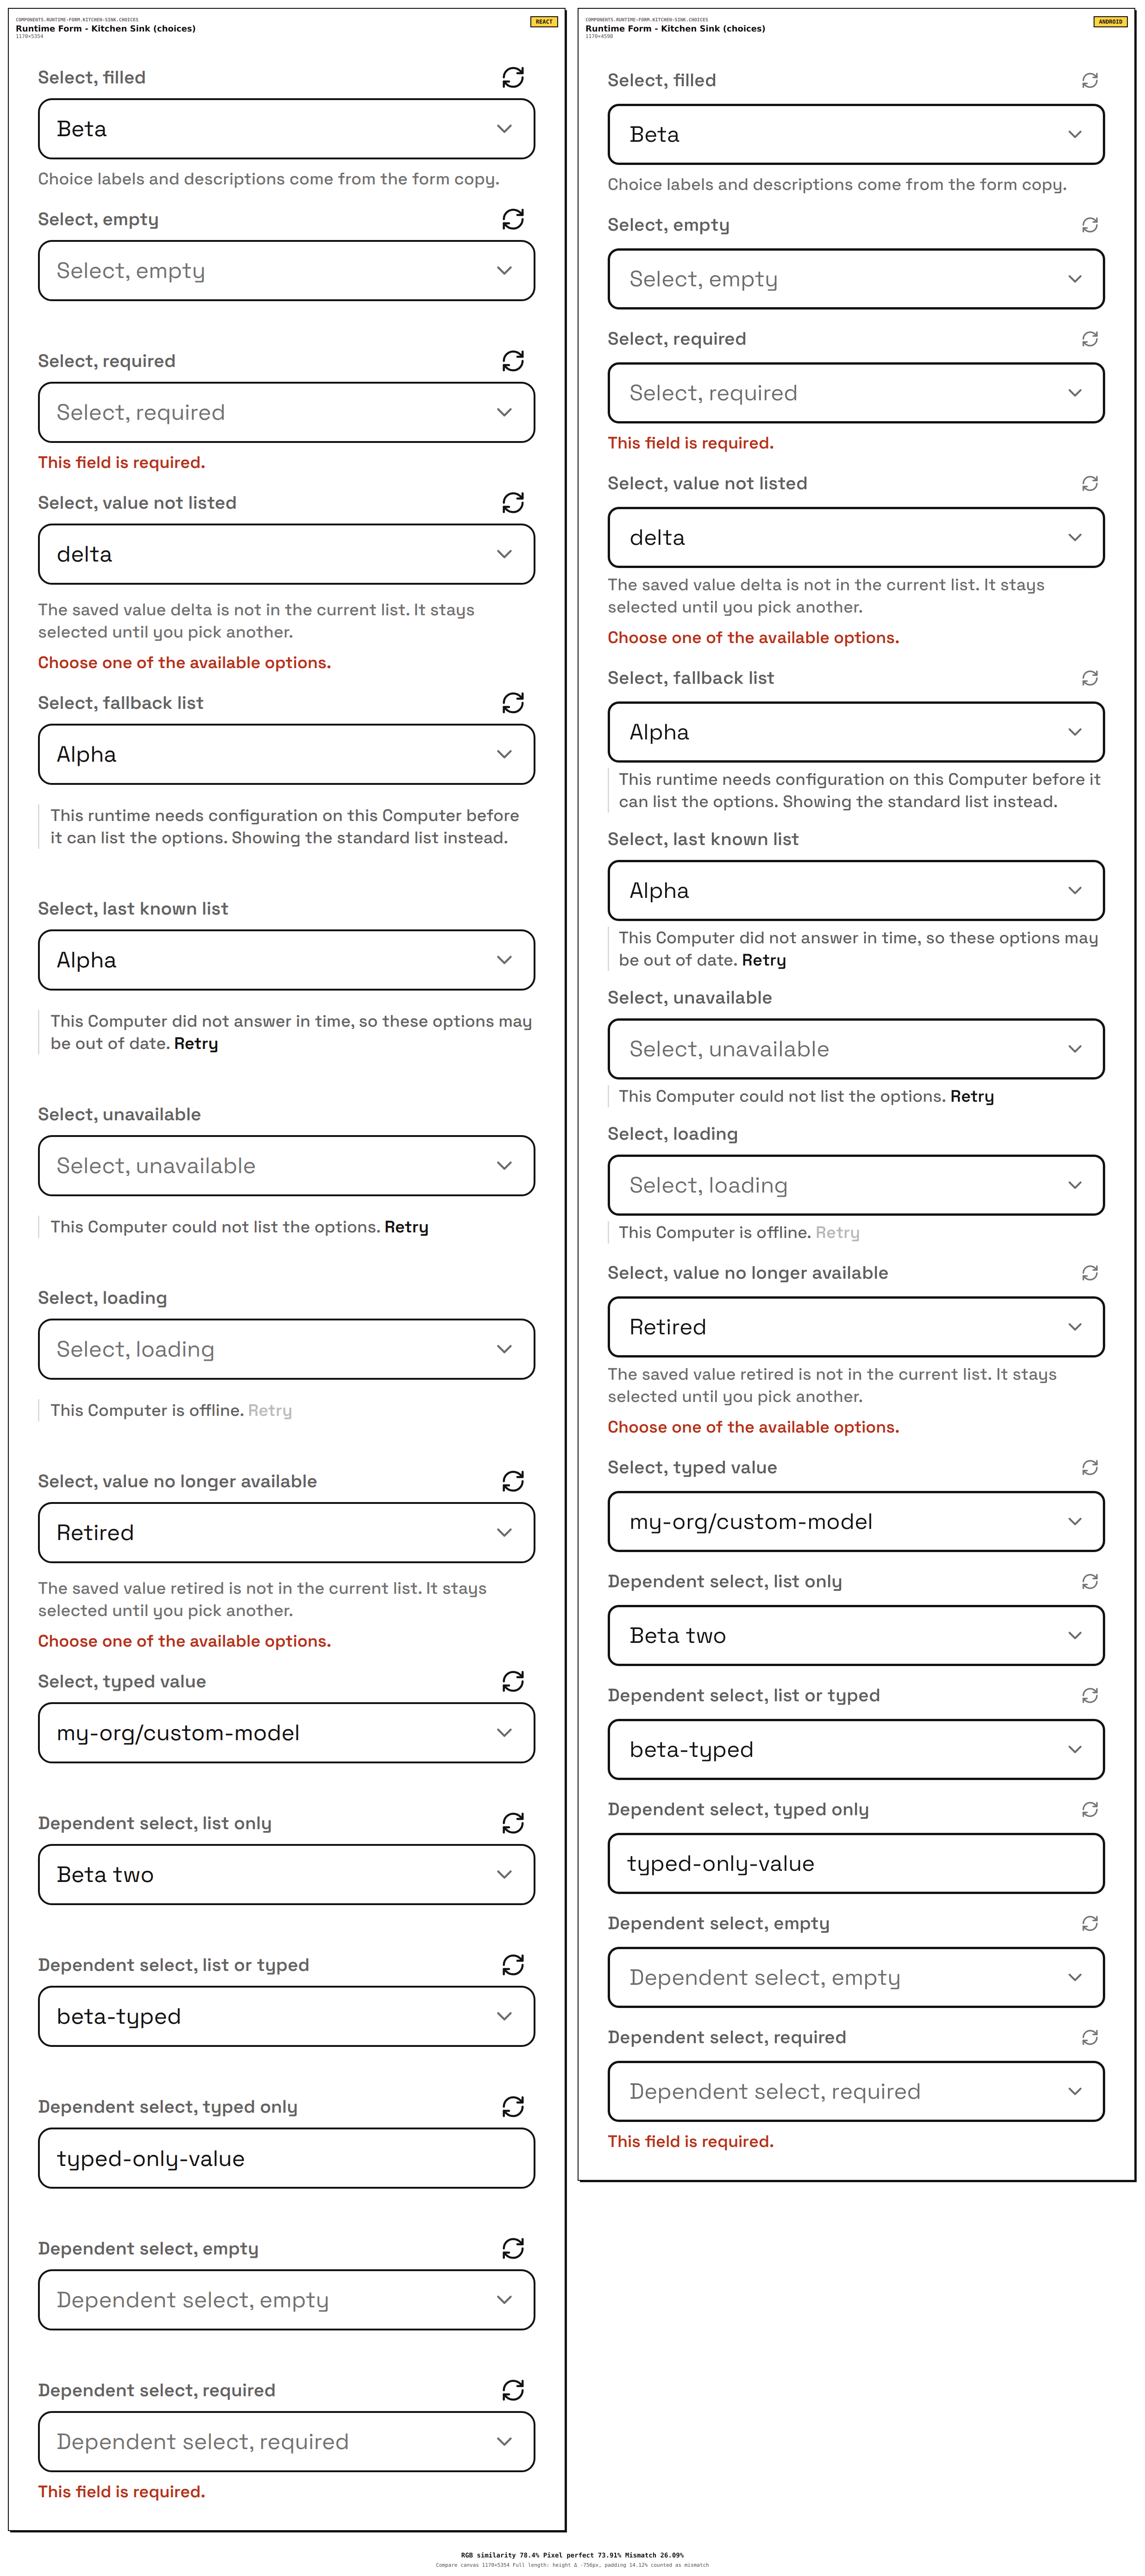 COMPONENTS.RUNTIME-FORM.KITCHEN-SINK.CHOICES
Runtime Form - Kitchen Sink (choices)
1170×5354
REACT
Select, filled
Beta
Choice labels and descriptions come from the form copy.
Select, empty
Select, empty
Select, required
Select, required
This field is required.
Select, value not listed
delta
The saved value delta is not in the current list. It stays
selected until you pick another.
Choose one of the available options.
Select, fallback list
Alpha
This runtime needs configuration on this Computer before
it can list the options. Showing the standard list instead.
Select, last known list
Alpha
This Computer did not answer in time, so these options may
be out of date. Retry
Select, unavailable
Select, unavailable
This Computer could not list the options. Retry
Select, loading
Select, loading
This Computer is offline. Retry
Select, value no longer available
Retired
The saved value retired is not in the current list. It stays
selected until you pick another.
Choose one of the available options.
Select, typed value
my-org/custom-model
Dependent select, list only
Beta two
Dependent select, list or typed
beta-typed
Dependent select, typed only
typed-only-value
Dependent select, empty
Dependent select, empty
Dependent select, required
Dependent select, required
This field is required.
COMPONENTS.RUNTIME-FORM.KITCHEN-SINK.CHOICES
Runtime Form - Kitchen Sink (choices)
1170×4598
ANDROID
Select, filled
Beta
Choice labels and descriptions come from the form copy.
Select, empty
Select, empty
Select, required
Select, required
This field is required.
Select, value not listed
delta
The saved value delta is not in the current list. It stays
selected until you pick another.
Choose one of the available options.
Select, fallback list
Alpha
This runtime needs configuration on this Computer before it
can list the options. Showing the standard list instead.
Select, last known list
Alpha
This Computer did not answer in time, so these options may
be out of date. Retry
Select, unavailable
Select, unavailable
This Computer could not list the options. Retry
Select, loading
Select, loading
This Computer is offline. Retry
Select, value no longer available
Retired
The saved value retired is not in the current list. It stays
selected until you pick another.
Choose one of the available options.
Select, typed value
my-org/custom-model
Dependent select, list only
Beta two
Dependent select, list or typed
beta-typed
Dependent select, typed only
typed-only-value
Dependent select, empty
Dependent select, empty
Dependent select, required
Dependent select, required
This field is required.
RGB similarity 78.4% Pixel perfect 73.91% Mismatch 26.09%
Compare canvas 1170×5354 Full length: height Δ -756px, padding 14.12% counted as mismatch